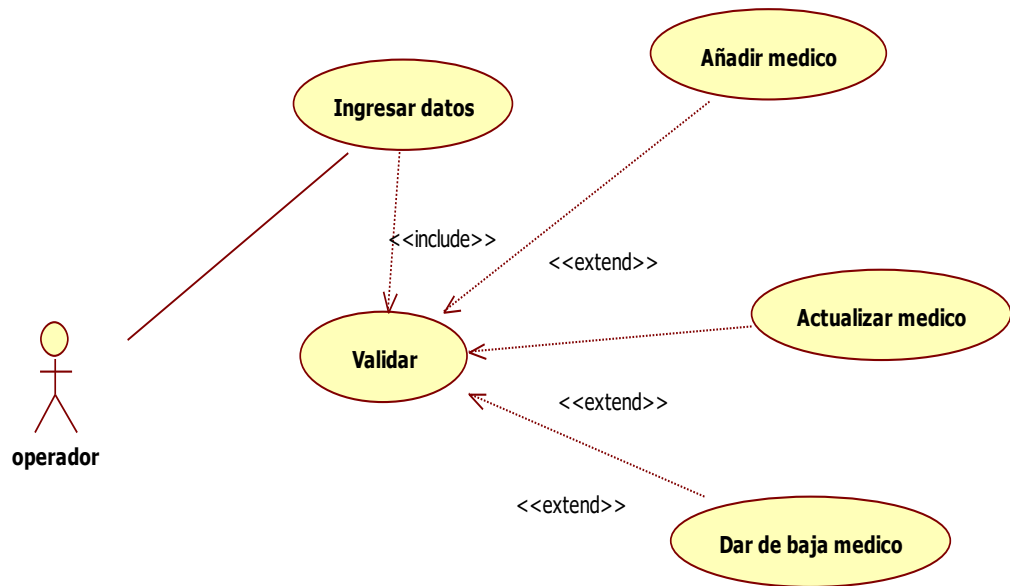 Añadir medico
Ingresar datos
<<include>>
<<extend>>
Actualizar medico
Validar
<<extend>>
operador
<<extend>>
Dar de baja medico